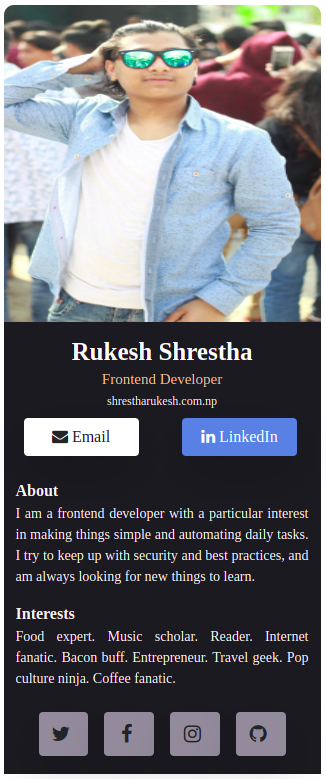 Rukesh Shrestha
Frontend Developer
shrestharukesh.com.np
Email LinkedIn
About
I am a frontend developer with a particular interest
in making things simple and automating daily tasks.
I try to keep up with security and best practices, and
am always looking for new things to learn.
Interests
Food expert. Music scholar. Reader. Internet
fanatic. Bacon buff. Entrepreneur. Travel geek. Pop
culture ninja. Coffee fanatic.